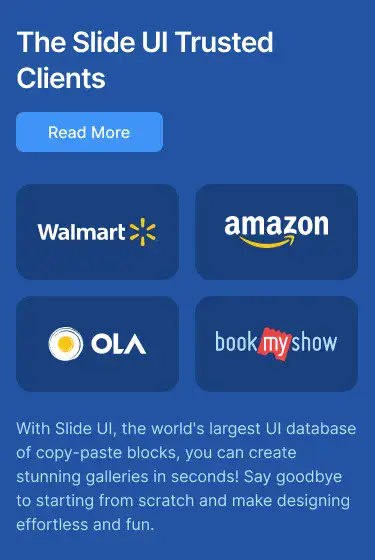 The Slide UI Trusted
Clients
Read More
Walmart
amazon
OLA
bookmyshow
With Slide UI, the world's largest UI database
of copy-paste blocks, you can create
stunning galleries in seconds! Say goodbye
to starting from scratch and make designing
effortless and fun.